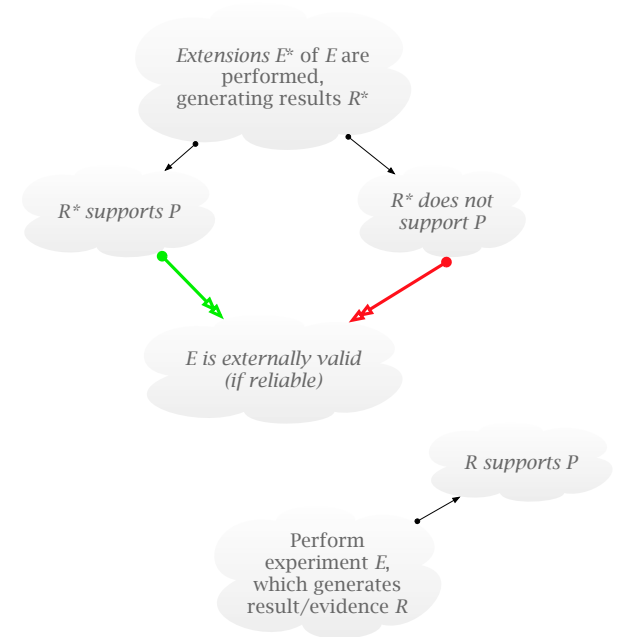 Extensions E* of E are
performed,
generating results R*
R* supports P
R* does not
support P
E is externally valid
(if reliable)
R supports P
Perform
experiment E,
which generates
result/evidence R